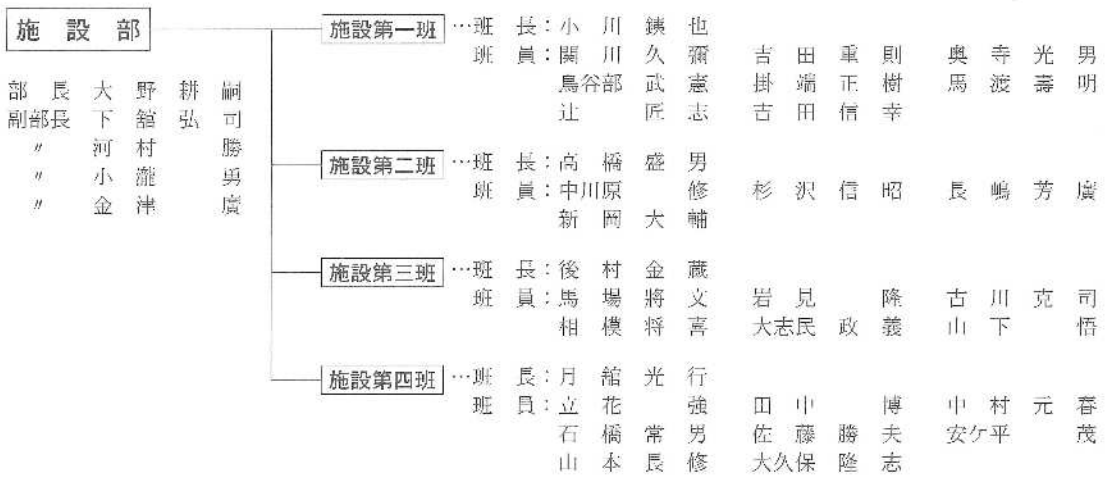 施設部
部長 大野耕嗣
副部長 下舘弘司
〃 河村 勝
〃 小瀧 勇
〃 金津 廣
施設第一班…班長:小川鉄也
班員:関川久彌 吉田重則 奥寺光男
鳥谷部武憲 掛端正樹 馬渡壽明
辻匠志 吉田信幸
施設第二班…班長:高橋盛男
班員:中川原 修 杉沢信昭 長嶋芳廣
新岡大輔
施設第三班…班長:後村金蔵
班員:馬場將文 岩見 隆 古川克司
相模将喜 大志民政義 山下 悟
施設第四班…班長:月舘光行
班員:立花 強 田中 博 中村元春
石橋常男 佐藤勝夫 安ケ平 茂
山本長修 大久保隆志